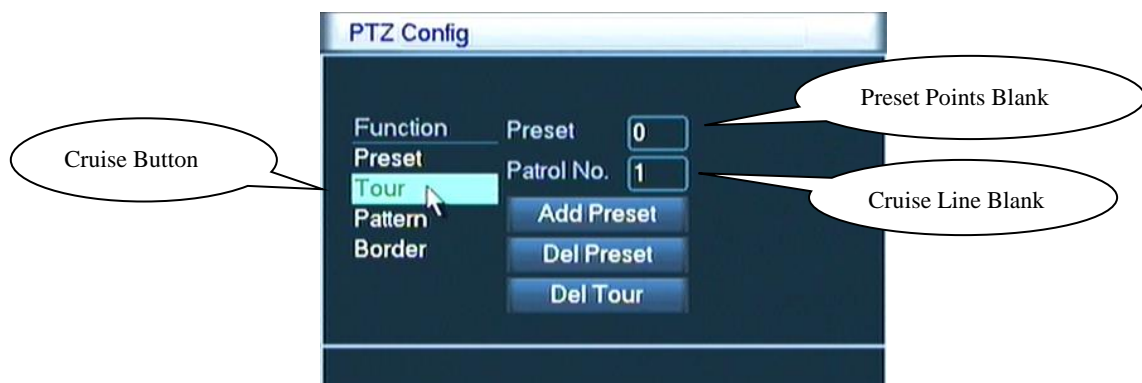 PTZ Config
Preset Points Blank
Function
Preset
0
Cruise Button
Preset
Patrol No.
1
Tour
Cruise Line Blank
Pattern
Add Preset
Border
Del Preset
Del Tour